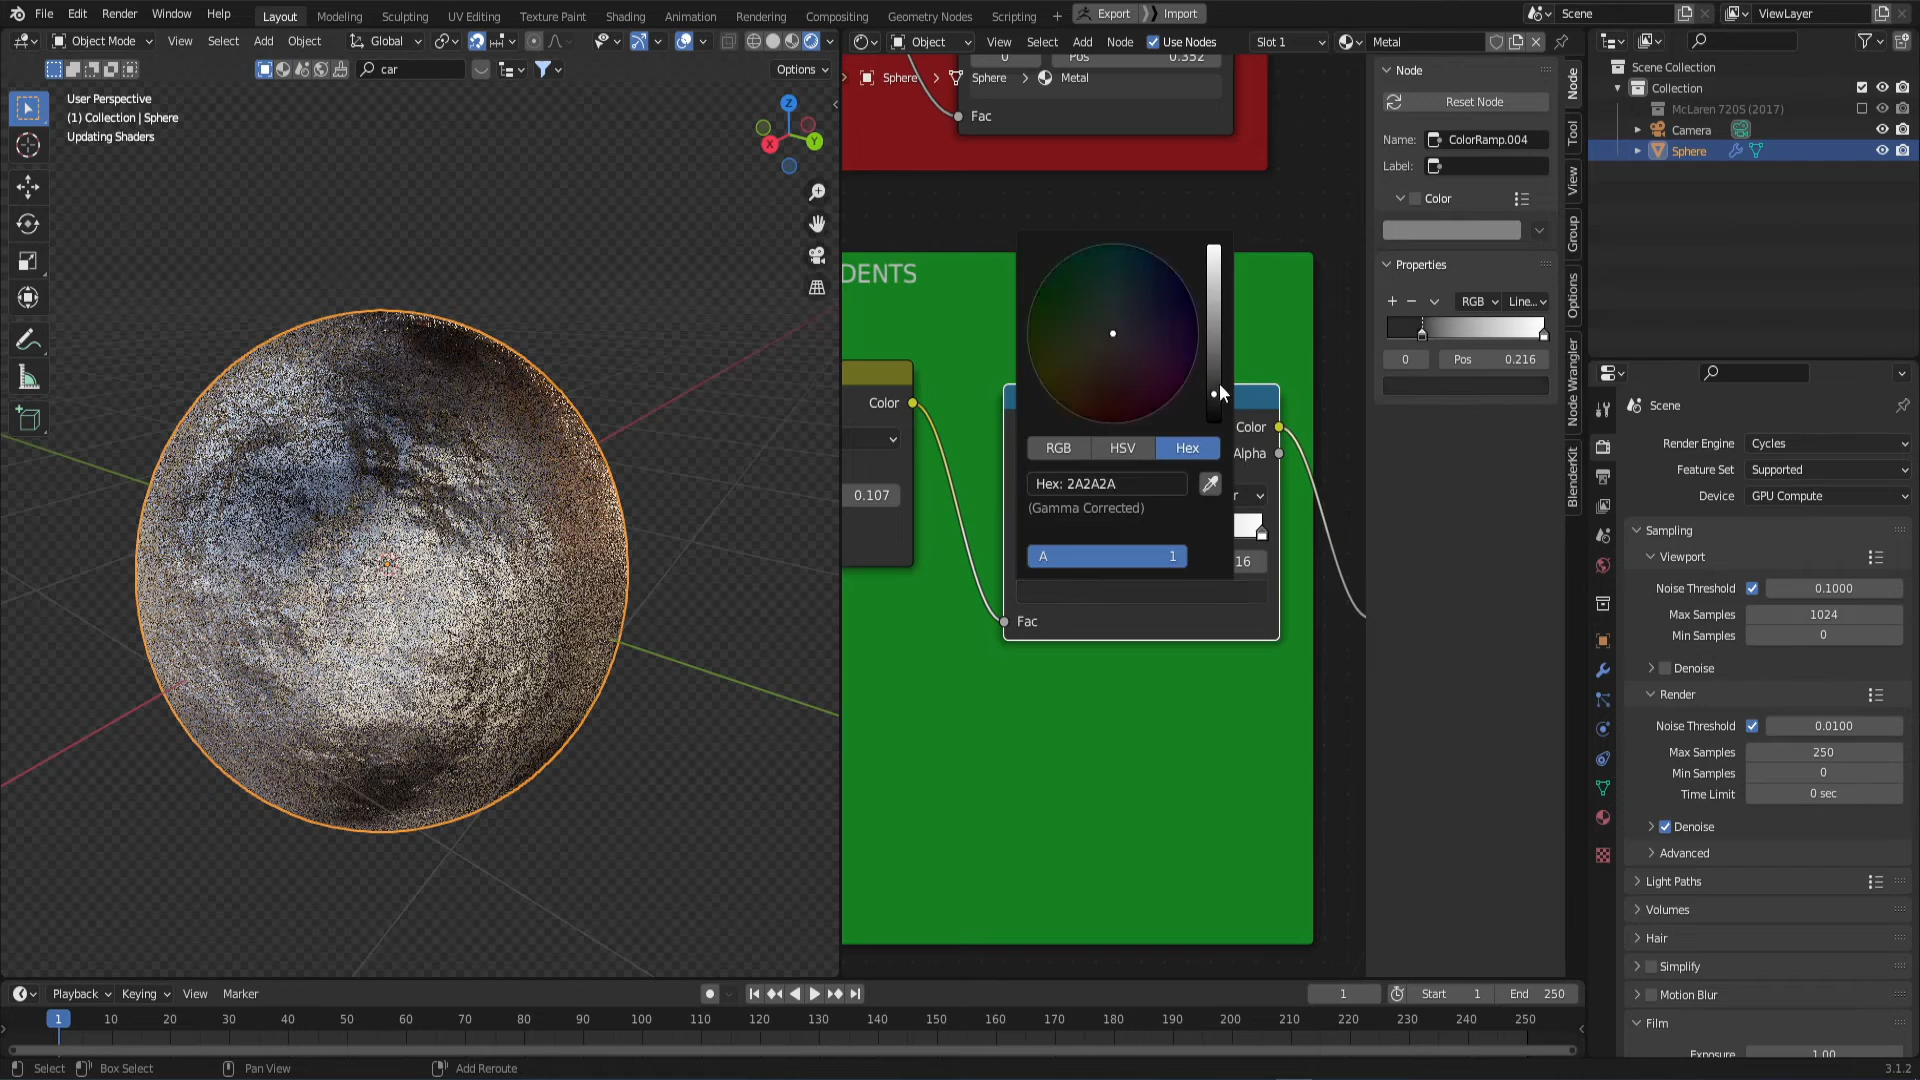 File Edit Render Window Help Layout Modeling Sculpting UV Editing Texture Paint Shading Animation Rendering Compositing Geometry Nodes Scripting + Export Import Scene ViewLayer
Object Mode View Select Add Object Global Object View Select Add Node Use Nodes Slot 1 Metal
car Options
User Perspective
(1) Collection | Sphere
Updating Shaders
Z
X
Y
0 Pos 0.352
Sphere Sphere Metal
Fac
DENTS
Color
0.107
RGB HSV Hex
Hex: 2A2A2A
(Gamma Corrected)
A 1
Color
Alpha
r
16
Fac
Node
Reset Node
Name: ColorRamp.004
Label:
Color
Properties
+ − RGB Line...
0 Pos 0.216
Node
Tool
View
Group
Options
Node Wrangler
BlenderKit
Scene Collection
Collection
McLaren 720S (2017)
Camera
Sphere
Scene
Render Engine Cycles
Feature Set Supported
Device GPU Compute
Sampling
Viewport
Noise Threshold 0.1000
Max Samples 1024
Min Samples 0
Denoise
Render
Noise Threshold 0.0100
Max Samples 250
Min Samples 0
Time Limit 0 sec
Denoise
Advanced
Light Paths
Volumes
Hair
Simplify
Motion Blur
Film
Exposure 1.00
Playback Keying View Marker 1 Start 1 End 250
1 10 20 30 40 50 60 70 80 90 100 110 120 130 140 150 160 170 180 190 200 210 220 230 240 250
Select Box Select Pan View Add Reroute 3.1.2